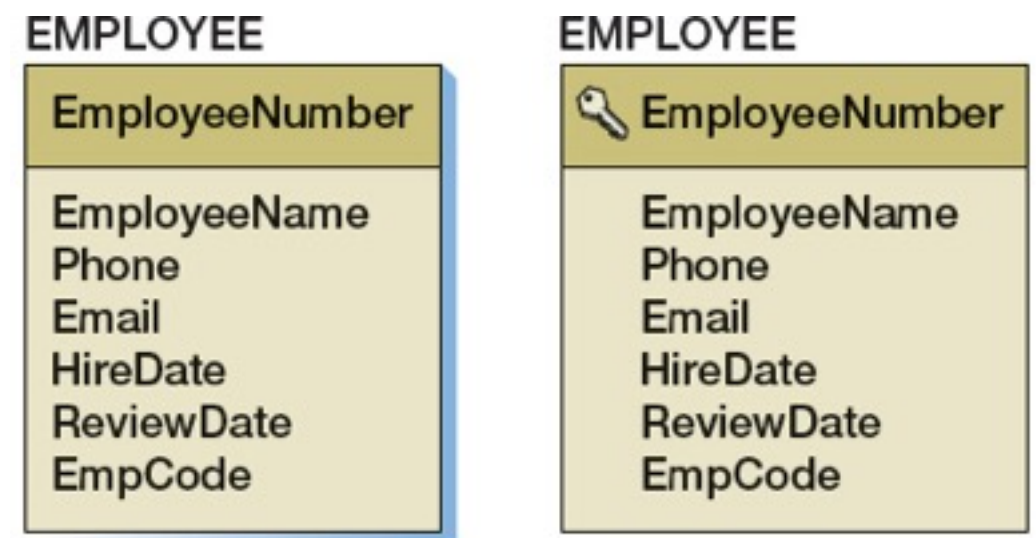 EMPLOYEE
EmployeeNumber
EmployeeName
Phone
Email
HireDate
ReviewDate
EmpCode
EMPLOYEE
EmployeeNumber
EmployeeName
Phone
Email
HireDate
ReviewDate
EmpCode